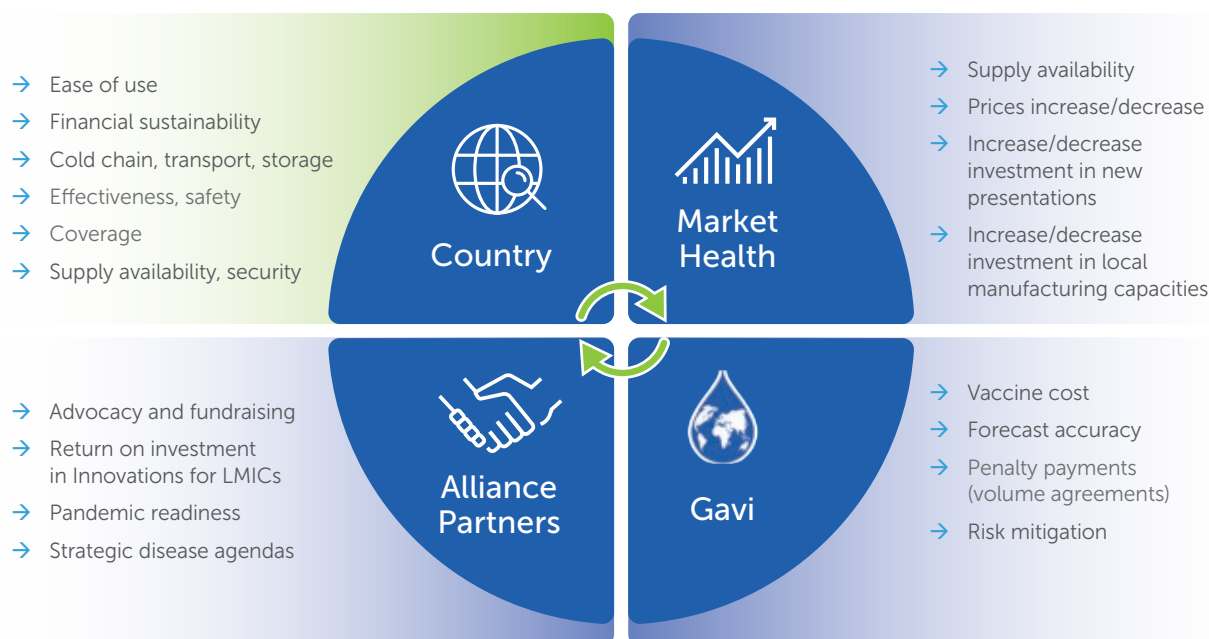 Ease of use
Financial sustainability
Cold chain, transport, storage
Effectiveness, safety
Coverage
Supply availability, security
Country
Market
Health
Supply availability
Prices increase/decrease
Increase/decrease
investment in new
presentations
Increase/decrease
investment in local
manufacturing capacities
Advocacy and fundraising
Return on investment
in Innovations for LMICs
Pandemic readiness
Strategic disease agendas
Alliance
Partners
Gavi
Vaccine cost
Forecast accuracy
Penalty payments
(volume agreements)
Risk mitigation